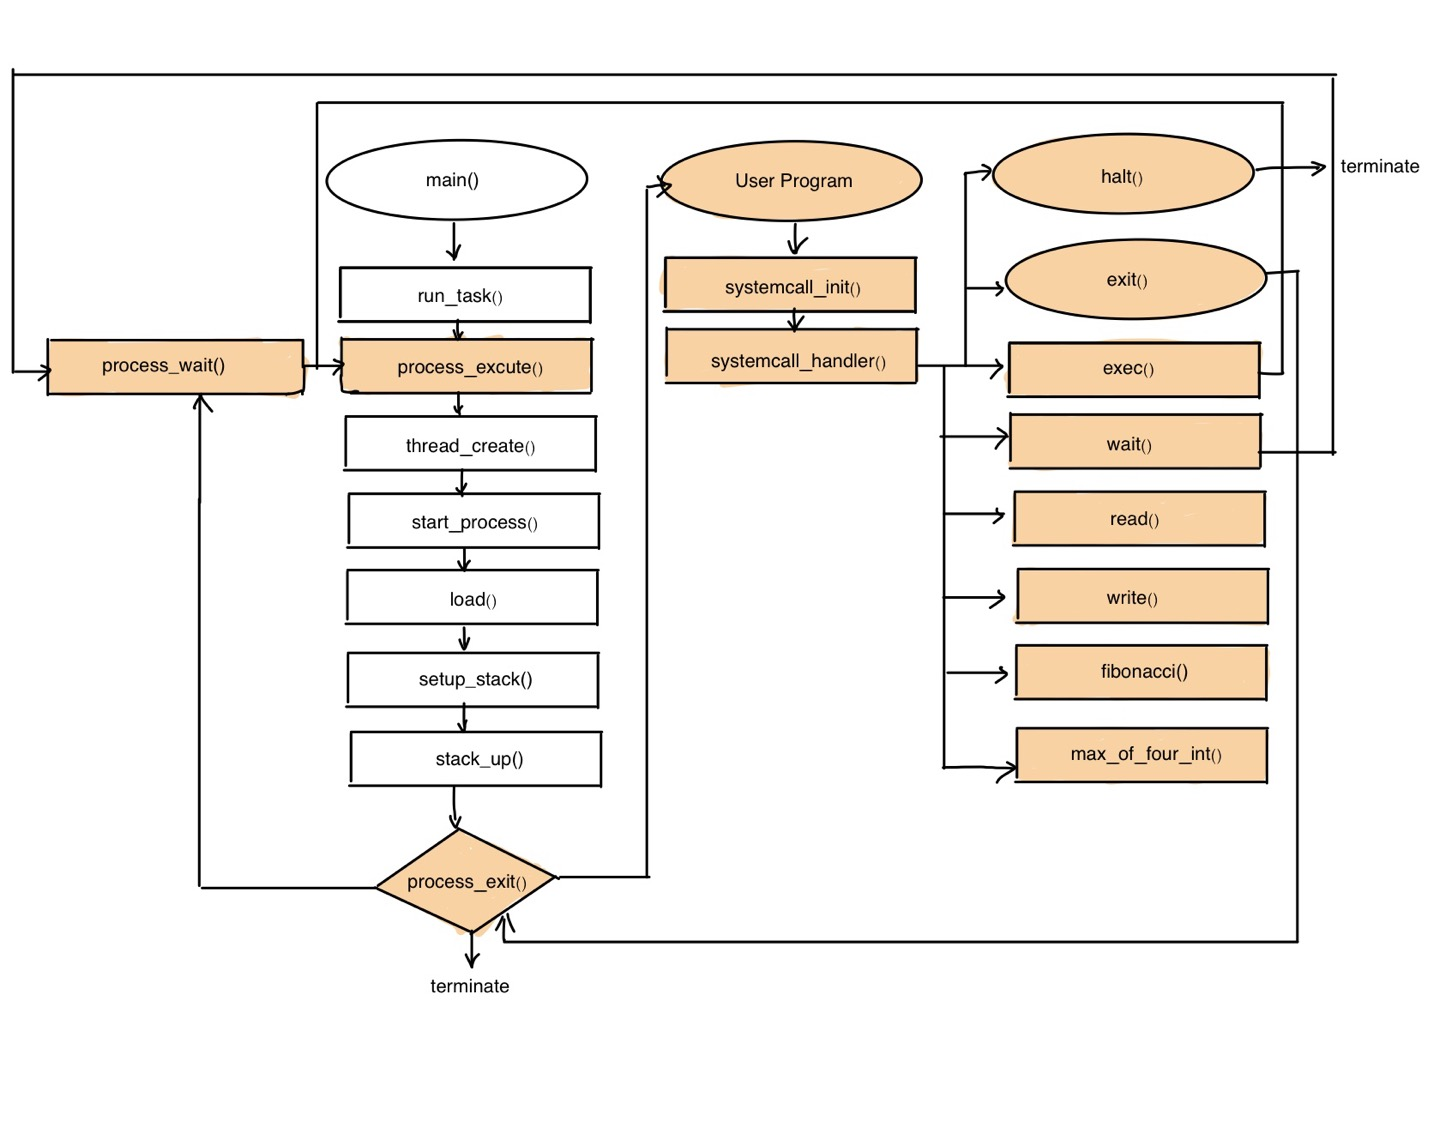 main()
run_task()
process_wait()
process_excute()
thread_create()
start_process()
load()
setup_stack()
stack_up()
process_exit()
terminate
User Program
systemcall_init()
systemcall_handler()
halt()
terminate
exit()
exec()
wait()
read()
write()
fibonacci()
max_of_four_int()